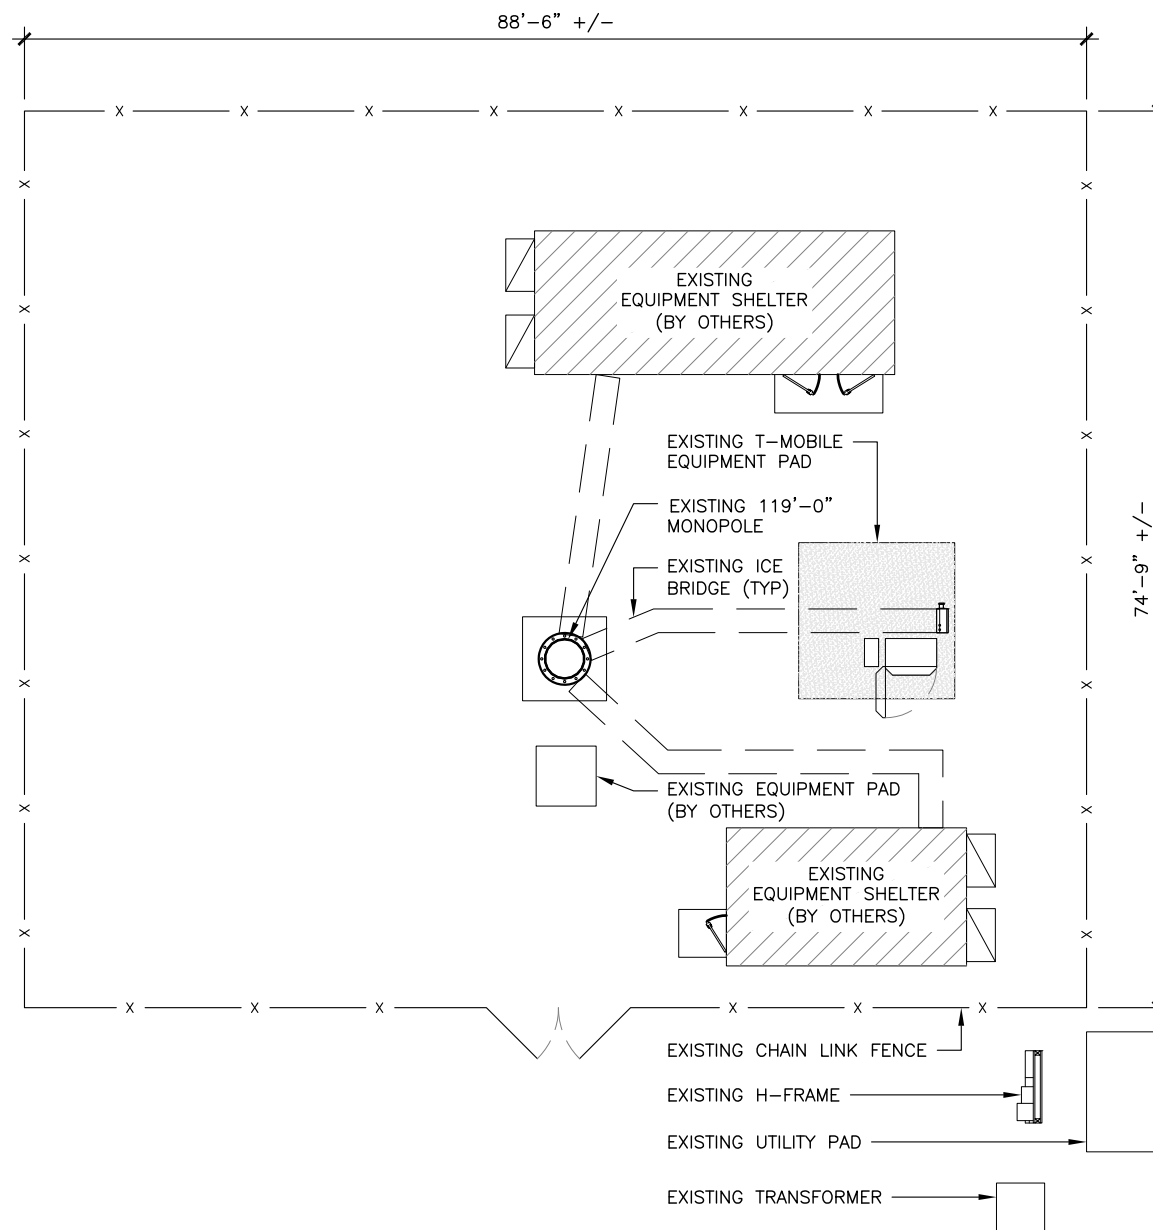 88'-6" +/-
EXISTING
EQUIPMENT SHELTER
(BY OTHERS)
EXISTING T-MOBILE
EQUIPMENT PAD
EXISTING 119'-0"
MONOPOLE
74'-9" +/-
EXISTING ICE
BRIDGE (TYP)
EXISTING EQUIPMENT PAD
(BY OTHERS)
EXISTING
EQUIPMENT SHELTER
(BY OTHERS)
EXISTING CHAIN LINK FENCE
EXISTING H-FRAME
EXISTING UTILITY PAD
EXISTING TRANSFORMER